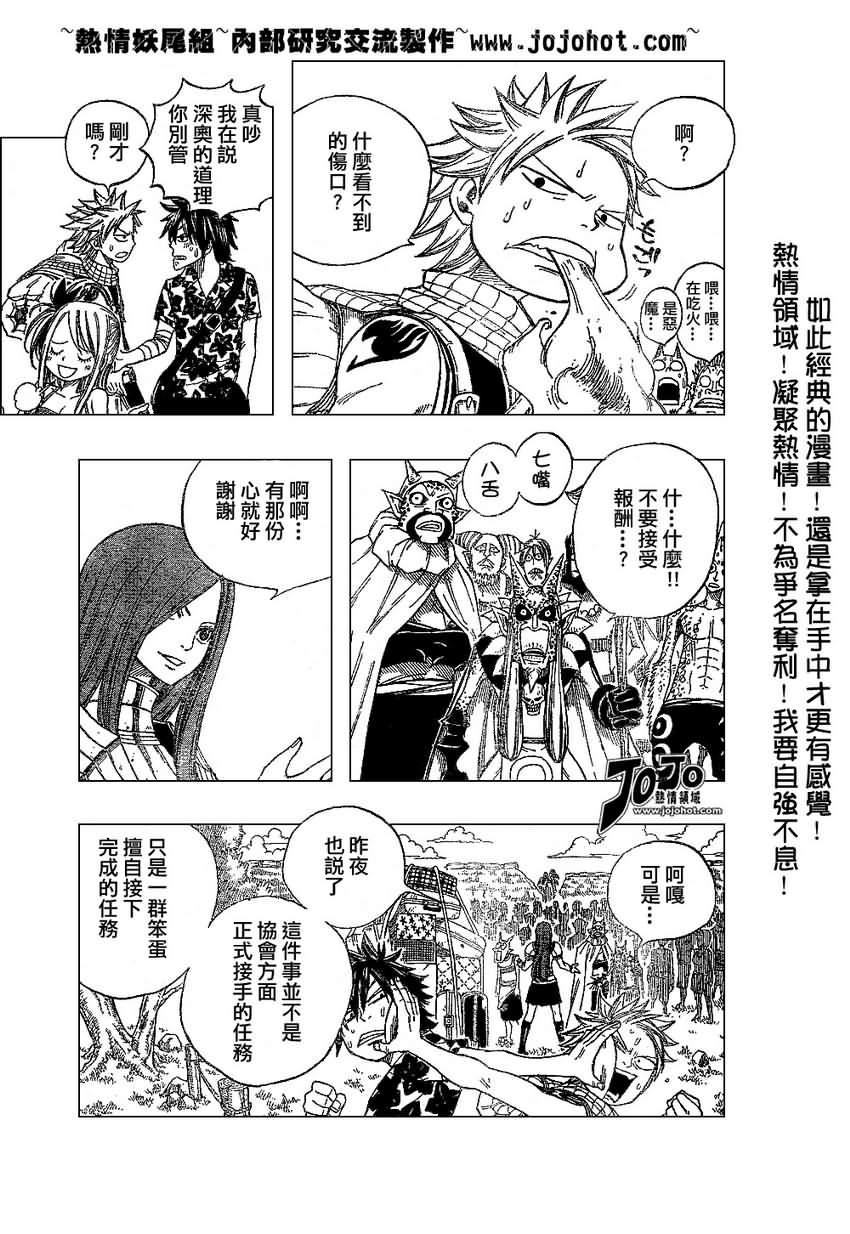 ~熱情妖尾組~內部研究交流製作~www.jojohot.com~
啊?
什麼看不到
的傷口?
もご
もご
喂…喂…
在吃火…
是惡
魔…
真吵
我在說
深奧的道理
你別管
剛才
嗎?
什…什麼!!
不要接受
報酬…?
七嘴
八舌
啊啊…
有那份
心就好
謝謝
JOJO
熱情領域
www.jojohot.com
呵嘎
可是…
昨夜
也說了
這件事並不是
協會方面
正式接手的任務
只是一群笨蛋
擅自接下
完成的任務
如此經典的漫畫!還是拿在手中才更有感覺!
熱情領域!凝聚熱情!不為爭名奪利!我要自強不息!